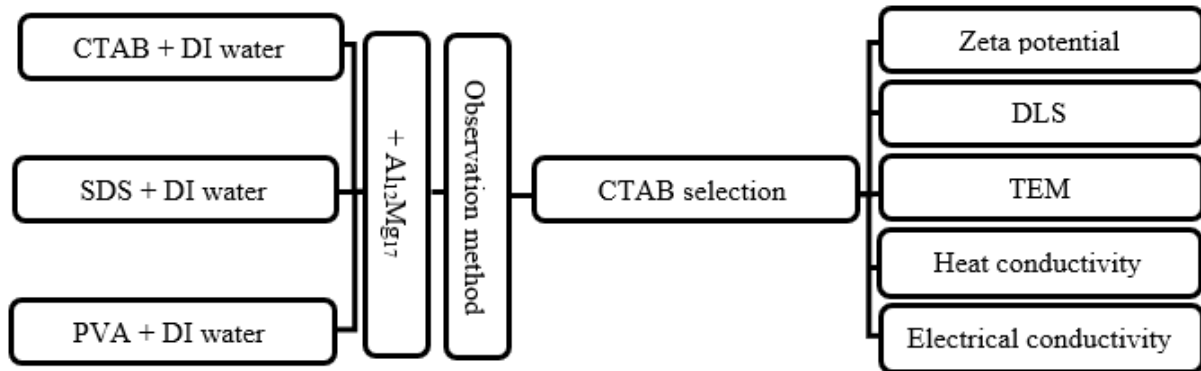 CTAB + DI water
SDS + DI water
PVA + DI water
+ Al₁₂Mg₁₇
Observation method
CTAB selection
Zeta potential
DLS
TEM
Heat conductivity
Electrical conductivity